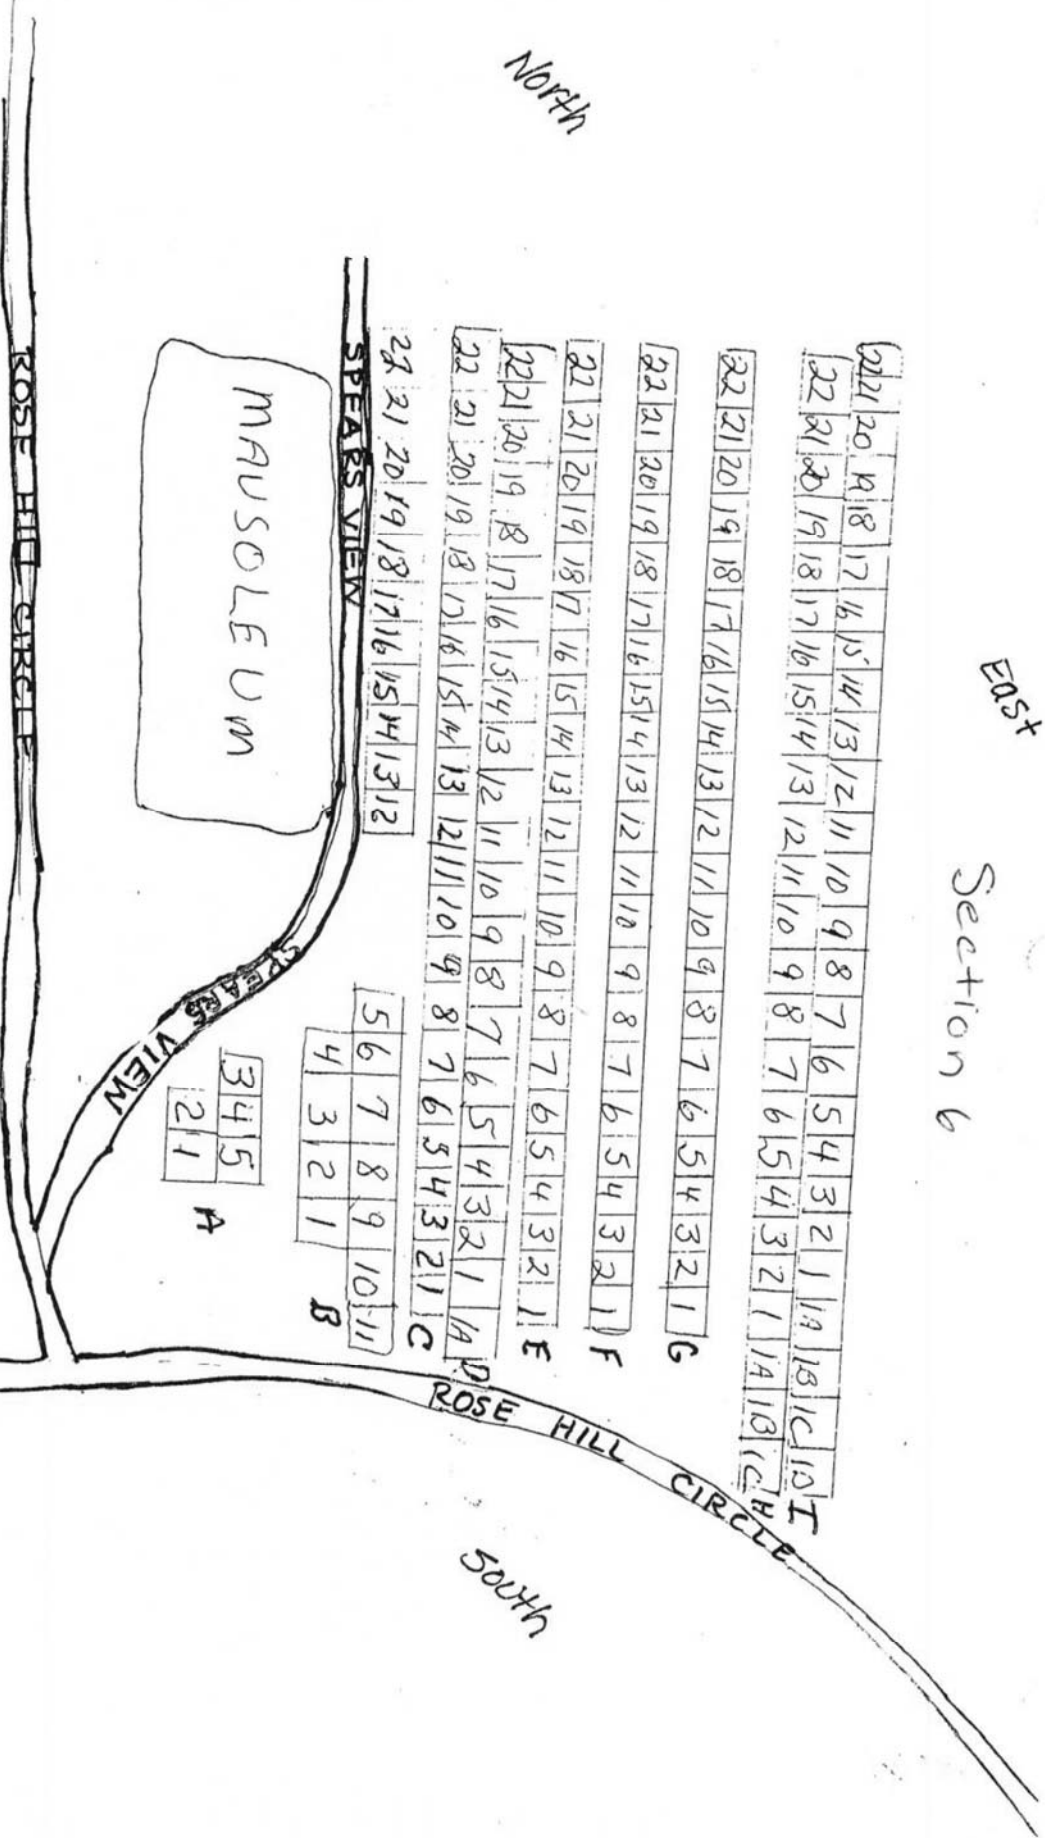 North
East
Section 6
South
22 21 20 19 18 17 16 15 14 13 12 11 10 9 8 7 6 5 4 3 2 1 1A 1B 1C 1D I
22 21 20 19 18 17 16 15 14 13 12 11 10 9 8 7 6 5 4 3 2 1 1A 1B 1C H
22 21 20 19 18 17 16 15 14 13 12 11 10 9 8 7 6 5 4 3 2 1 G
22 21 20 19 18 17 16 15 14 13 12 11 10 9 8 7 6 5 4 3 2 1 F
22 21 20 19 18 17 16 15 14 13 12 11 10 9 8 7 6 5 4 3 2 1 E
22 21 20 19 18 17 16 15 14 13 12 11 10 9 8 7 6 5 4 3 2 1 1A D
22 21 20 19 18 17 16 15 14 13 12 11 10 9 8 7 6 5 4 3 2 1 C
22 21 20 19 18 17 16 15 14 13 12
5 6 7 8 9 10 11
4 3 2 1 B
3 4 5
2 1 A
SPEARS VIEW
SPEARS VIEW
MAUSOLEUM
ROSE HILL CIRCLE
ROSE HILL CIRCLE